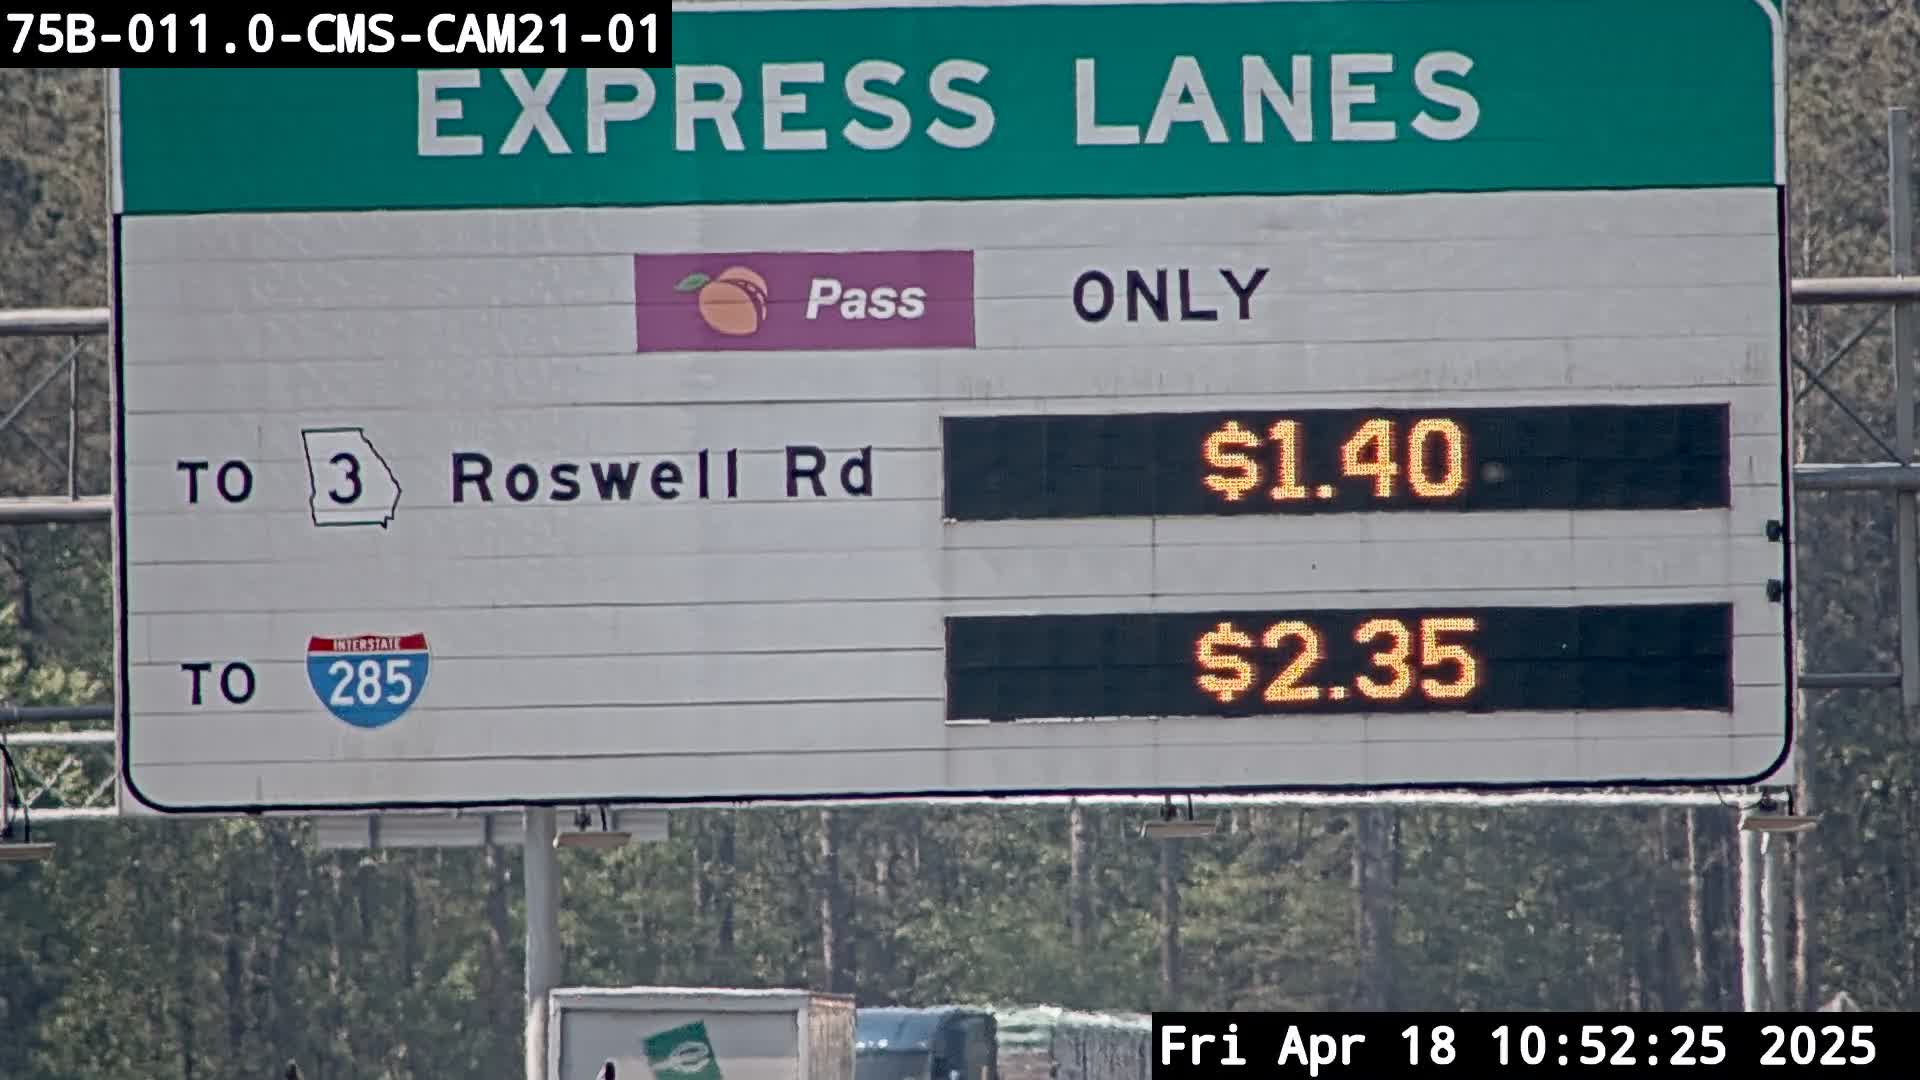 75B-011.0-CMS-CAM21-01
EXPRESS LANES
Pass ONLY
TO 3 Roswell Rd $1.40
INTERSTATE
TO 285 $2.35
Fri Apr 18 10:52:25 2025